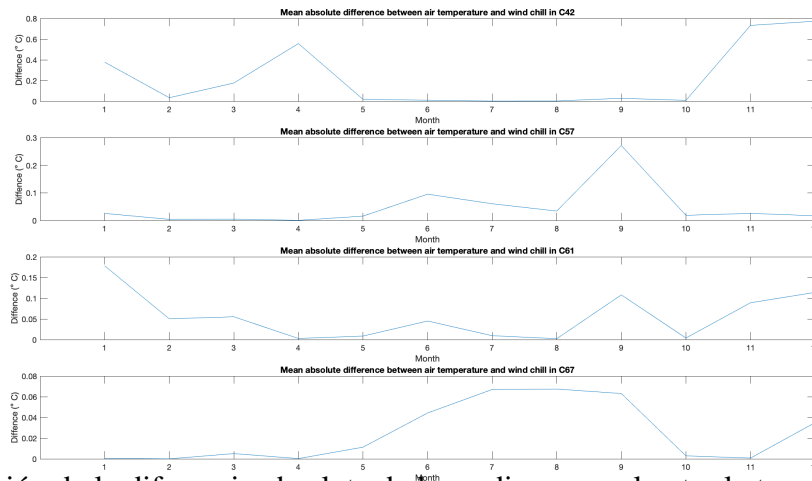 Mean absolute difference between air temperature and wind chill in C42
0.8
0.6
0.4
0.2
0
Diffence (° C)
1 2 3 4 5 6 7 8 9 10 11
Month
Mean absolute difference between air temperature and wind chill in C57
0.3
0.2
0.1
0
Diffence (° C)
1 2 3 4 5 6 7 8 9 10 11
Month
Mean absolute difference between air temperature and wind chill in C61
0.2
0.15
0.1
0.05
0
Diffence (° C)
1 2 3 4 5 6 7 8 9 10 11
Month
Mean absolute difference between air temperature and wind chill in C67
0.08
0.06
0.04
0.02
0
Diffence (° C)
1 2 3 4 5 6 7 8 9 10 11
Month